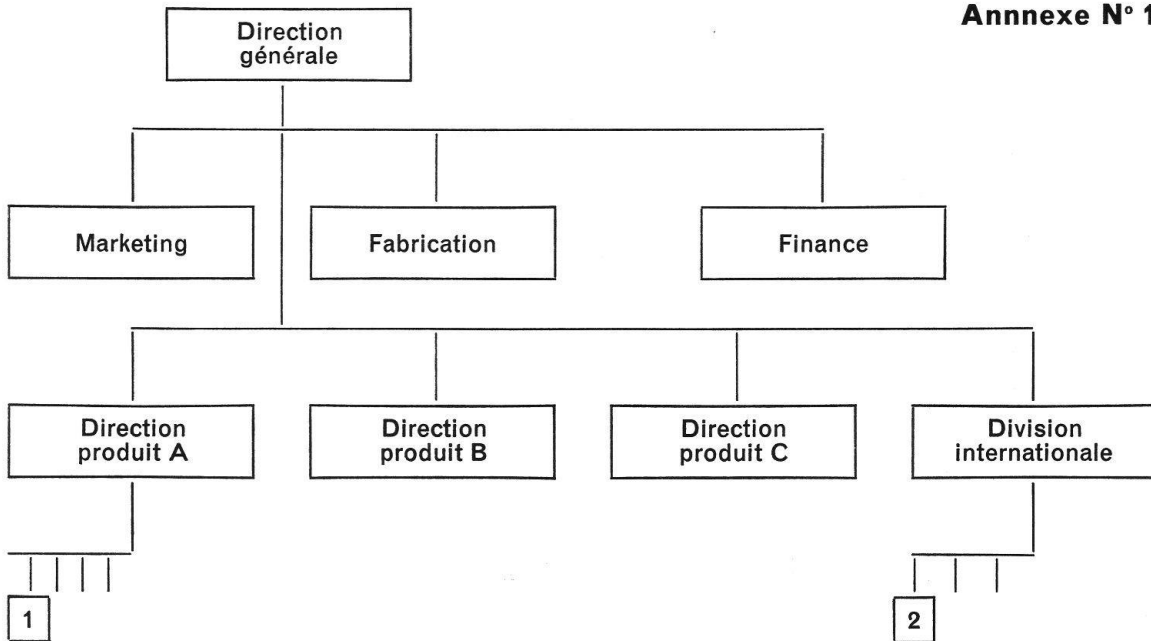 Annnexe N° 1
Direction
générale
Marketing
Fabrication
Finance
Direction
produit A
Direction
produit B
Direction
produit C
Division
internationale
1
2